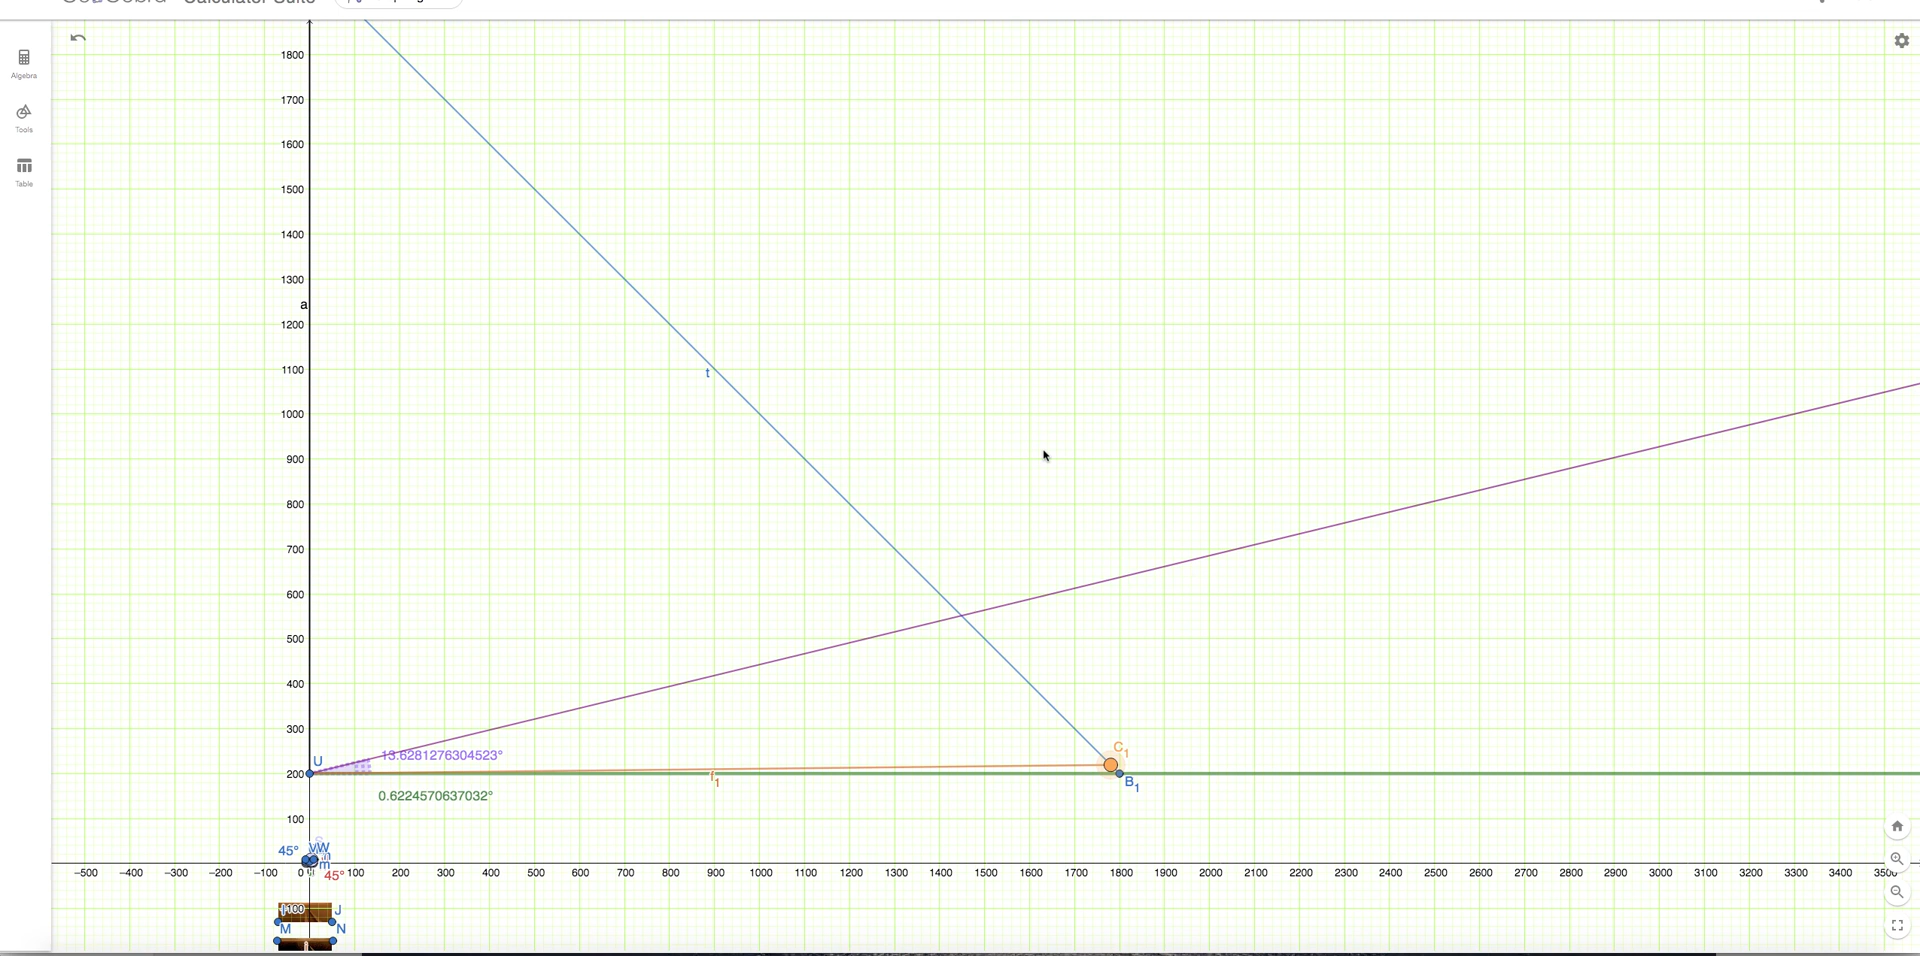 Calculator Suite
Algebra
Tools
Table
1800
1700
1600
1500
1400
1300
a
1200
1100
t
1000
900
800
700
600
500
400
300
C1
13.6281276304523°
U
200
f1
B1
0.6224570637032°
100
45° VW
m
−500 −400 −300 −200 −100 100 200 300 400 500 600 700 800 900 1000 1100 1200 1300 1400 1500 1600 1700 1800 1900 2000 2100 2200 2300 2400 2500 2600 2700 2800 2900 3000 3100 3200 3300 3400 3500
45°
100 J
M N